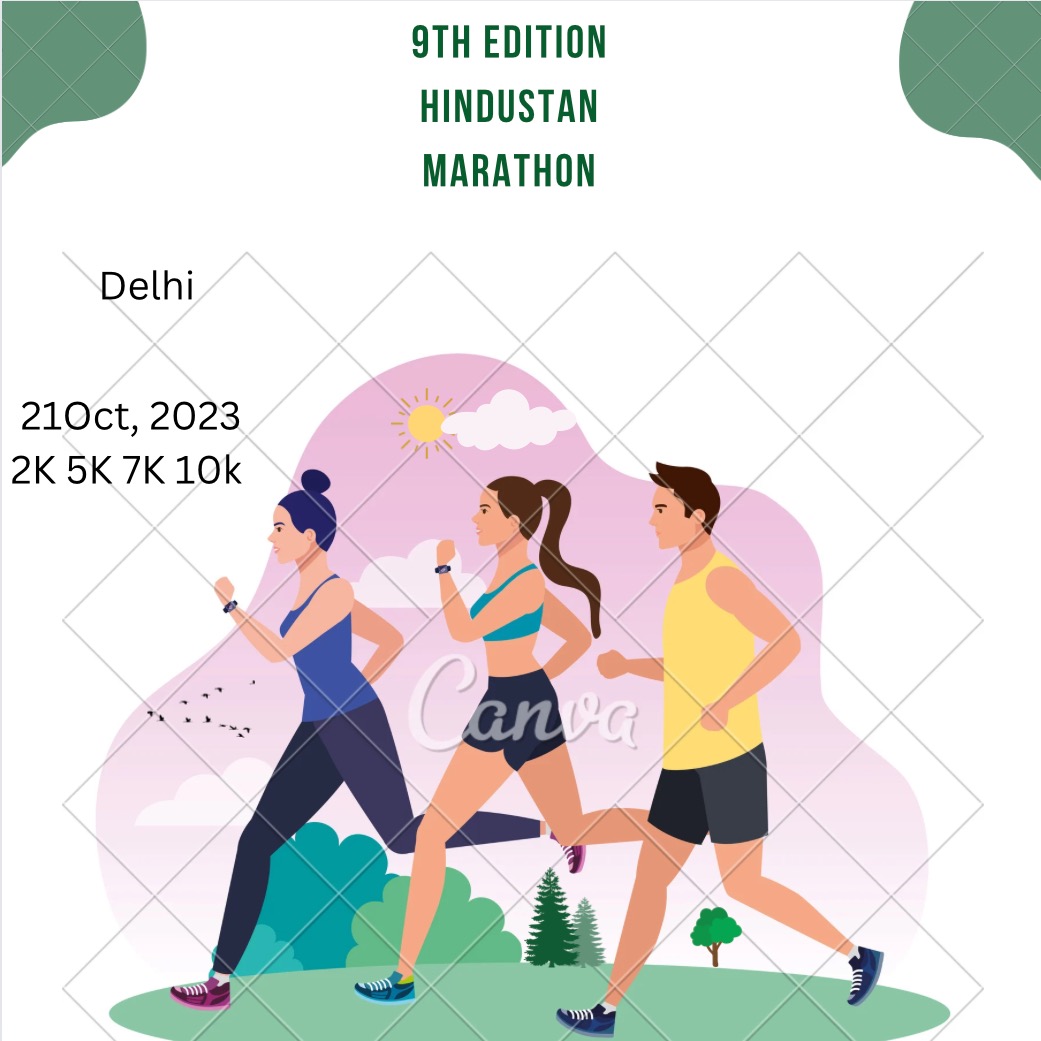 9TH EDITION
HINDUSTAN
MARATHON
Delhi
21Oct, 2023
2K 5K 7K 10k
Canva